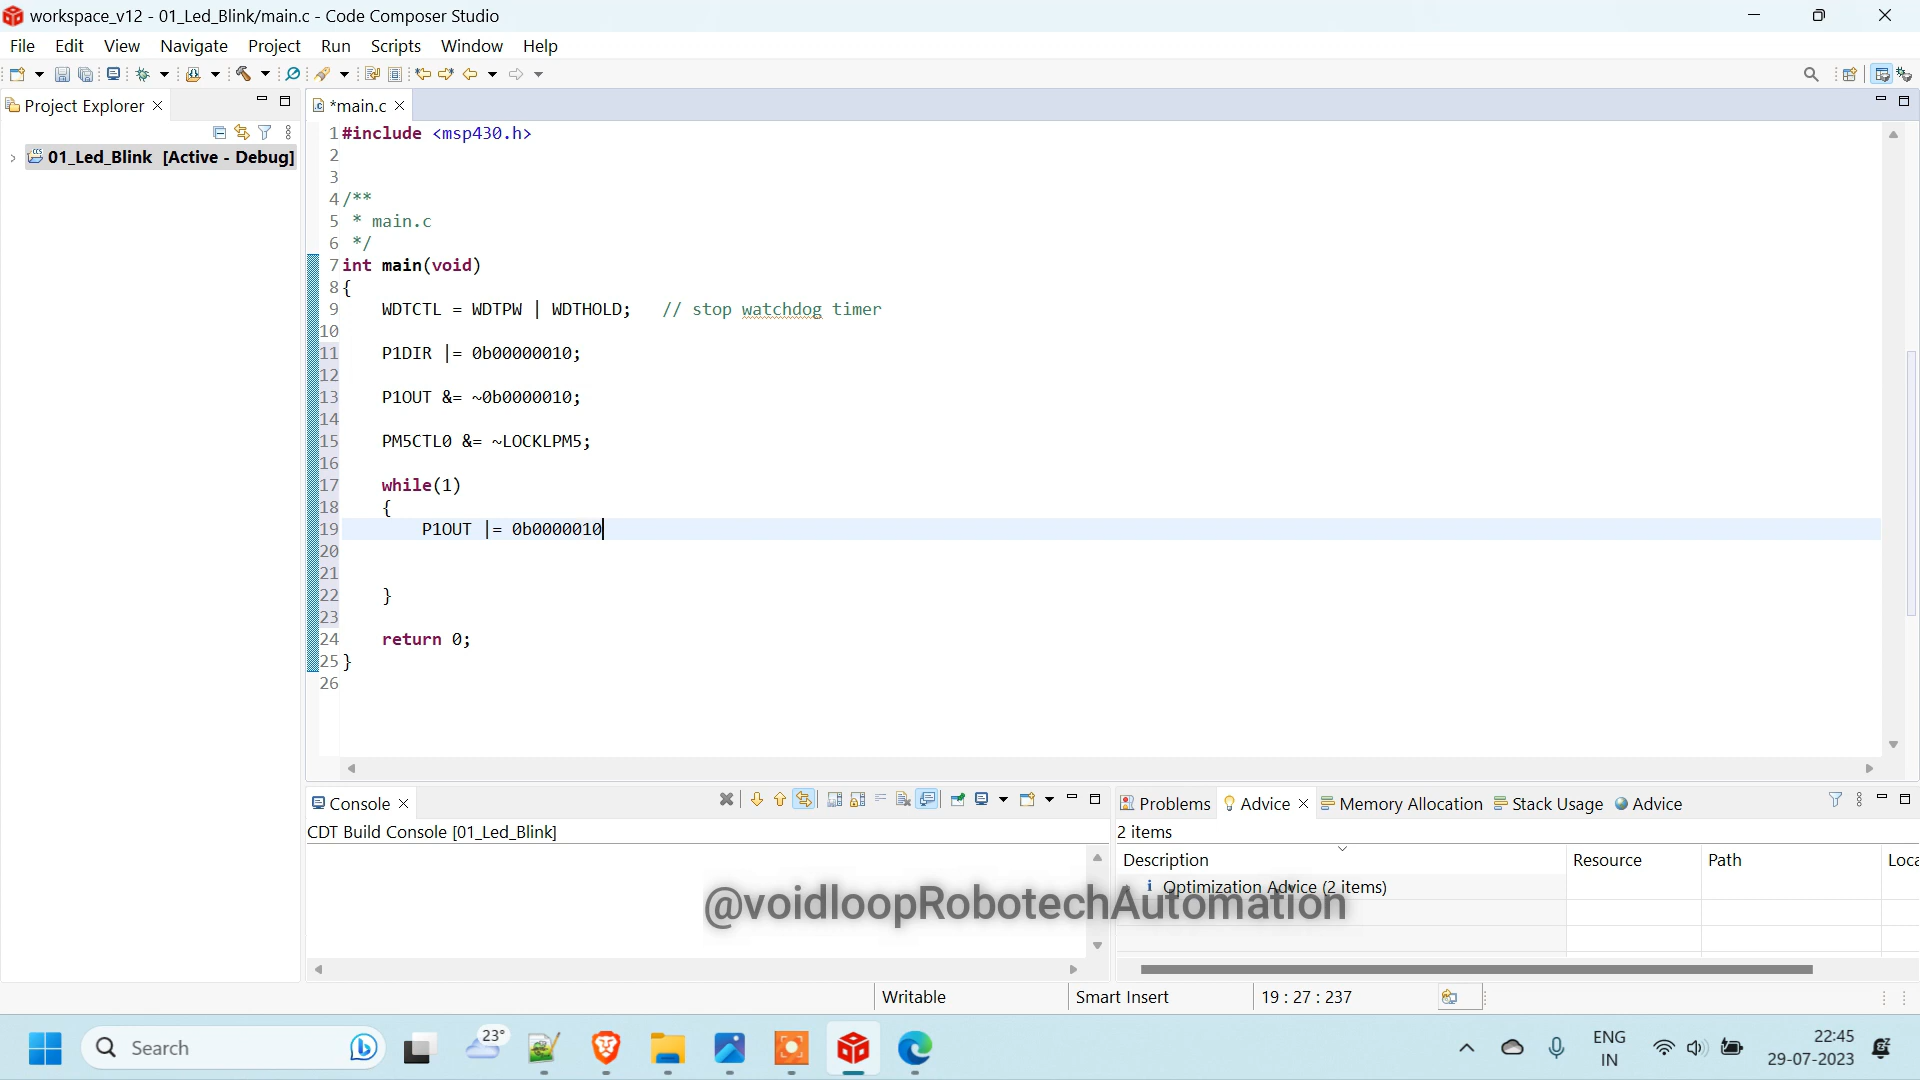 workspace_v12 - 01_Led_Blink/main.c - Code Composer Studio
File Edit View Navigate Project Run Scripts Window Help
Project Explorer
*main.c
01_Led_Blink [Active - Debug]
1 #include <msp430.h>
2
3
4 /**
5 * main.c
6 */
7 int main(void)
8 {
9 WDTCTL = WDTPW | WDTHOLD; // stop watchdog timer
10
11 P1DIR |= 0b00000010;
12
13 P1OUT &= ~0b0000010;
14
15 PM5CTL0 &= ~LOCKLPM5;
16
17 while(1)
18 {
19 P1OUT |= 0b0000010
20
21
22 }
23
24 return 0;
25 }
26
Console
CDT Build Console [01_Led_Blink]
Problems Advice Memory Allocation Stack Usage Advice
2 items
Description Resource Path Loca
i Optimization Advice (2 items)
@voidloopRobotechAutomation
Writable Smart Insert 19 : 27 : 237
Search
23°
ENG
IN
22:45
29-07-2023